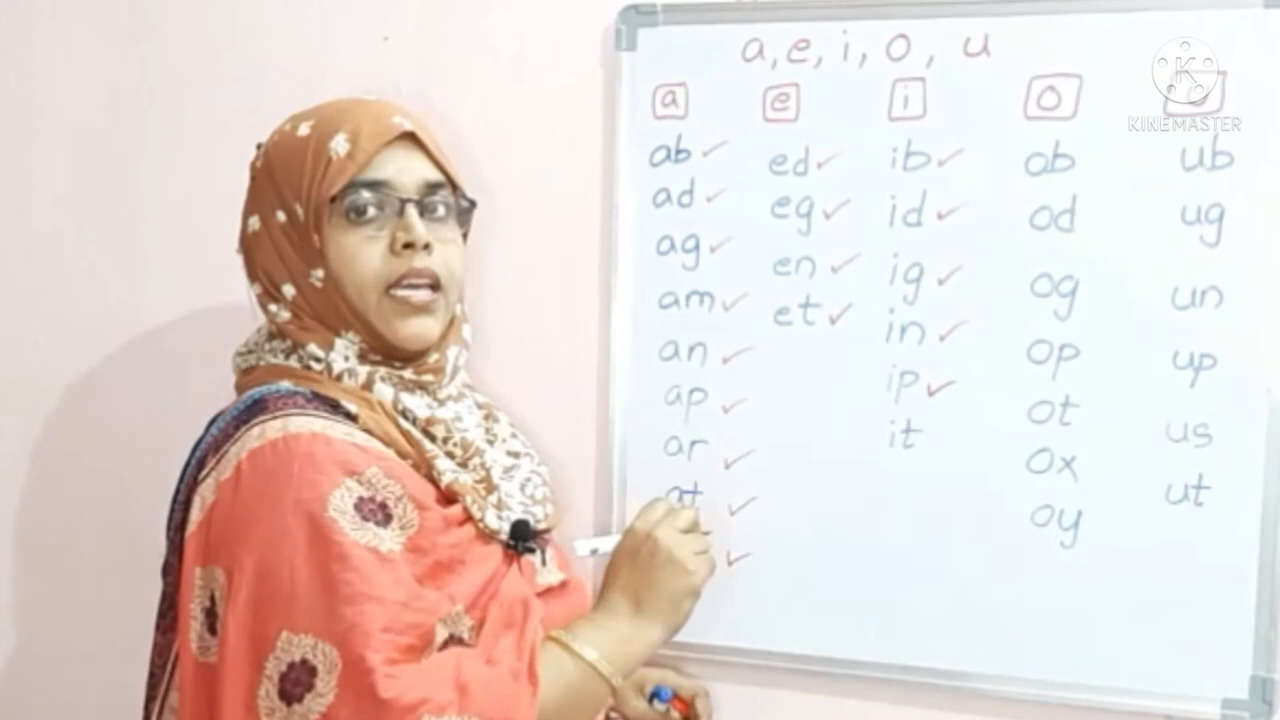 a, e, i, o, u
a e i o
ab ✓ ed ✓ ib ✓ ob ub
ad ✓ eg ✓ id ✓ od ug
ag ✓ en ✓ ig ✓ og un
am ✓ et ✓ in ✓ op up
an ✓ ip ✓ ot us
ap ✓ it ox ut
ar ✓ oy
at ✓
KINEMASTER